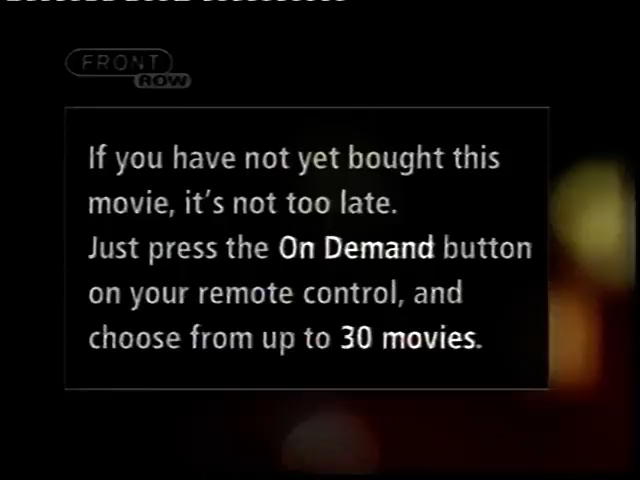 FRONT
ROW
If you have not yet bought this
movie, it's not too late.
Just press the On Demand button
on your remote control, and
choose from up to 30 movies.